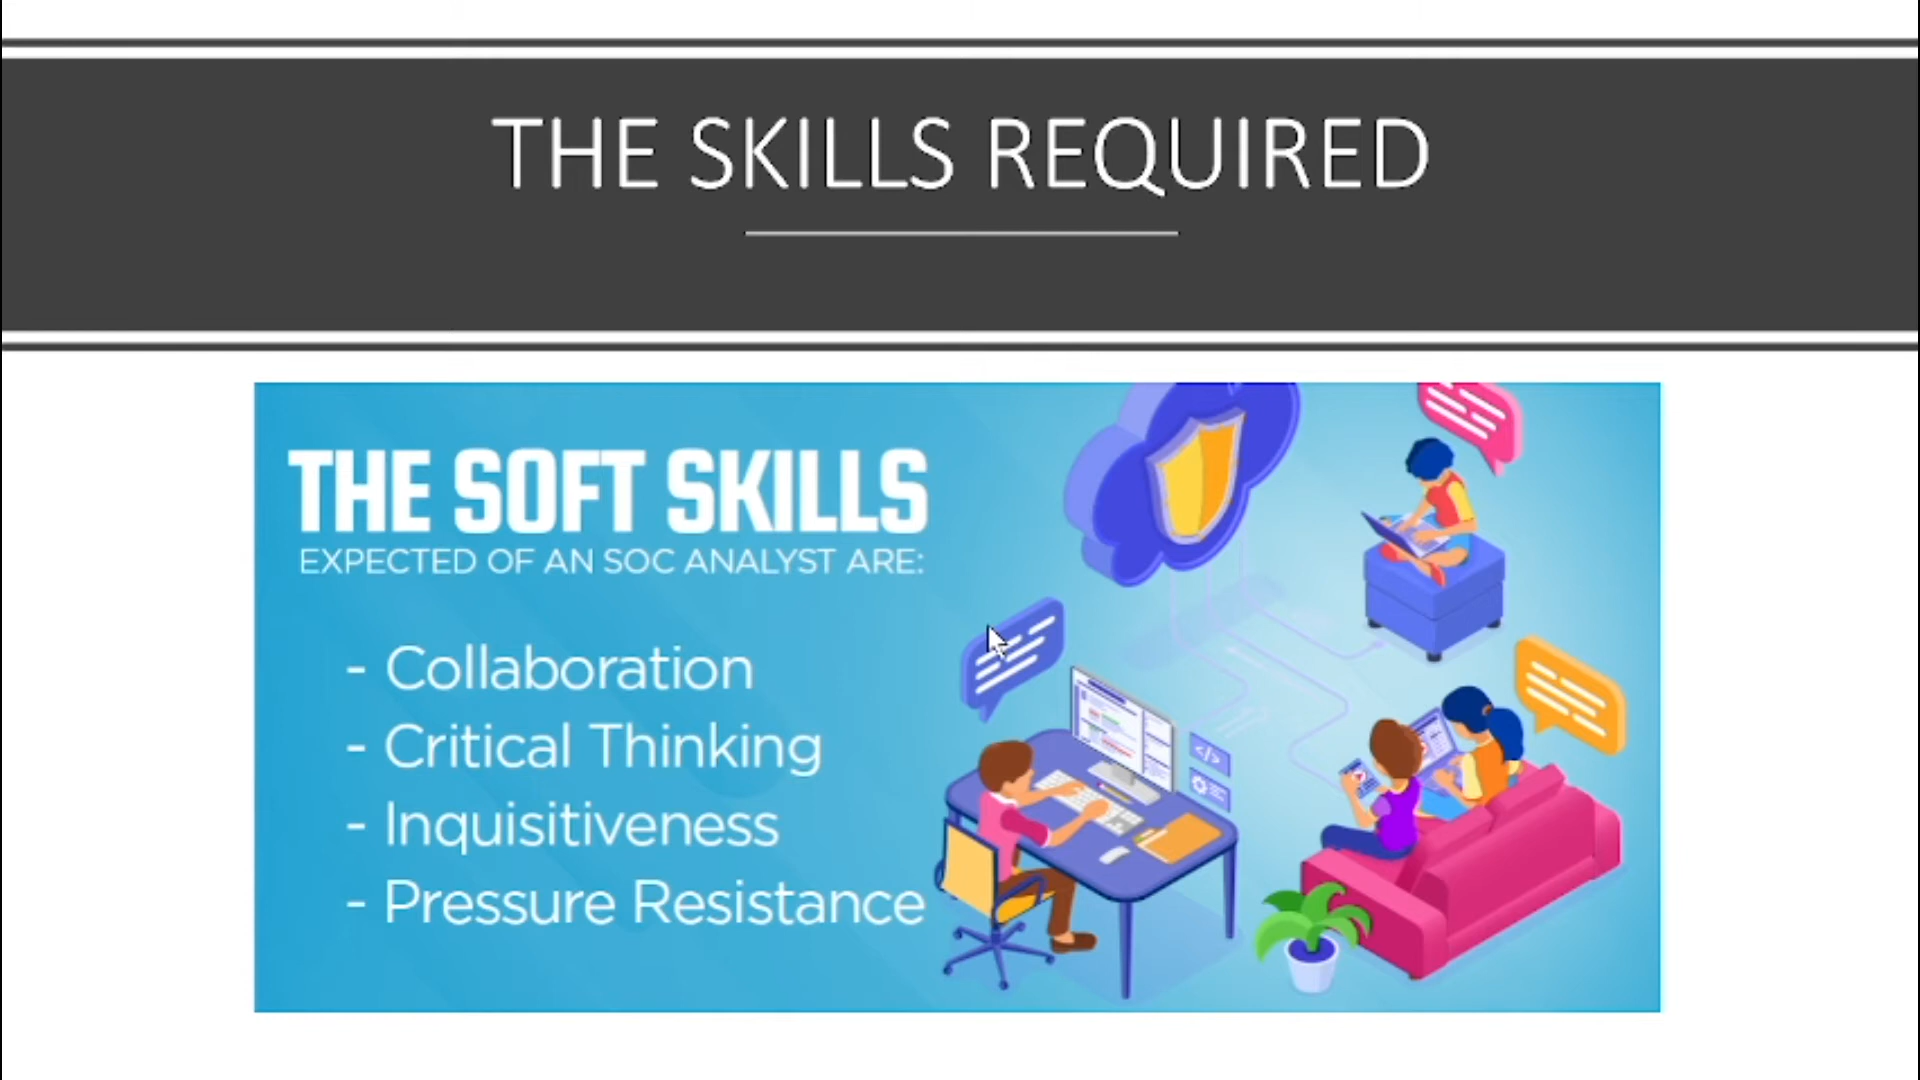 THE SKILLS REQUIRED
THE SOFT SKILLS
EXPECTED OF AN SOC ANALYST ARE:
- Collaboration
- Critical Thinking
- Inquisitiveness
- Pressure Resistance